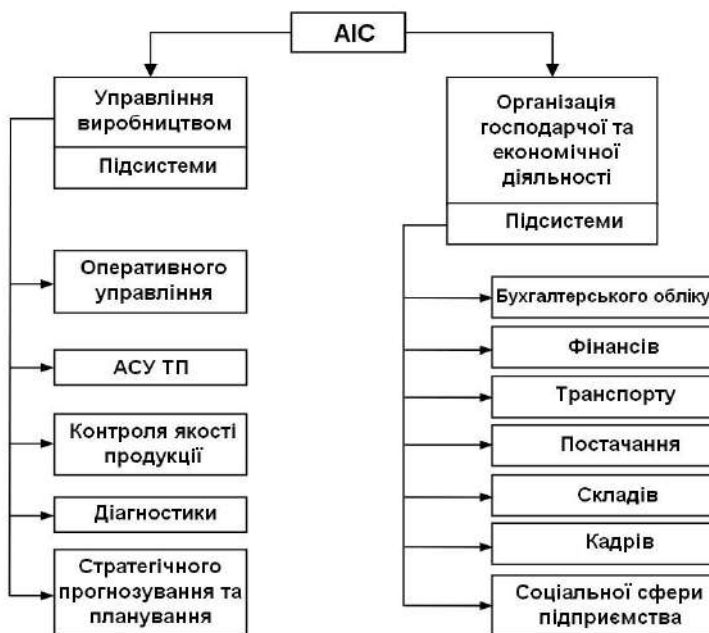 АІС
Управління
виробництвом
Підсистеми
Оперативного
управління
АСУ ТП
Контроля якості
продукції
Діагностики
Стратегічного
прогнозування та
планування
Організація
господарчої та
економічної
діяльності
Підсистеми
Бухгалтерського обліку
Фінансів
Транспорту
Постачання
Складів
Кадрів
Соціальної сфери
підприємства